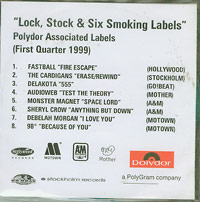 "Lock, Stock & Six Smoking Labels"
Polydor Associated Labels
(First Quarter 1999)
1. FASTBALL "FIRE ESCAPE" (HOLLYWOOD)
2. THE CARDIGANS "ERASE/REWIND" (STOCKHOLM)
3. DELAKOTA "555" (GO!BEAT)
4. AUDIOWEB "TEST THE THEORY" (MOTHER)
5. MONSTER MAGNET "SPACE LORD" (A&M)
6. SHERYL CROW "ANYTHING BUT DOWN" (A&M)
7. DEBELAH MORGAN "I LOVE YOU" (MOTOWN)
8. 98° "BECAUSE OF YOU" (MOTOWN)
MOTOWN
AM
Mother
Polydor
stockholm records
a PolyGram company